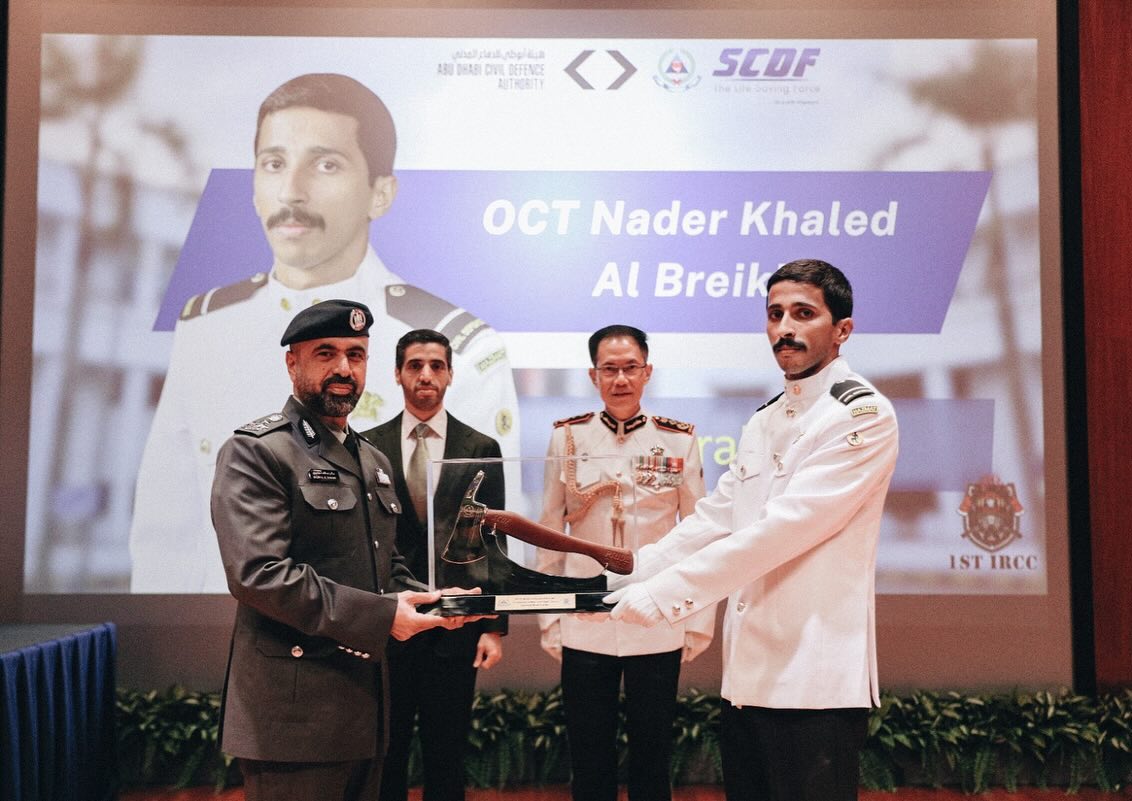 هيئة أبوظبي للدفاع المدني
ABU DHABI CIVIL DEFENCE
AUTHORITY
SCDF
The Life Saving Force
OCT Nader Khaled
Al Breik
HAZMAT
1ST IRCC